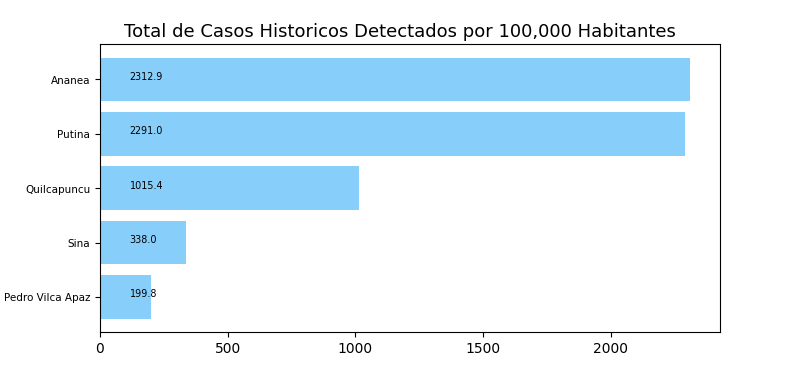 Total de Casos Historicos Detectados por 100,000 Habitantes
Ananea 2312.9
Putina 2291.0
Quilcapuncu 1015.4
Sina 338.0
Pedro Vilca Apaz 199.8
0 500 1000 1500 2000